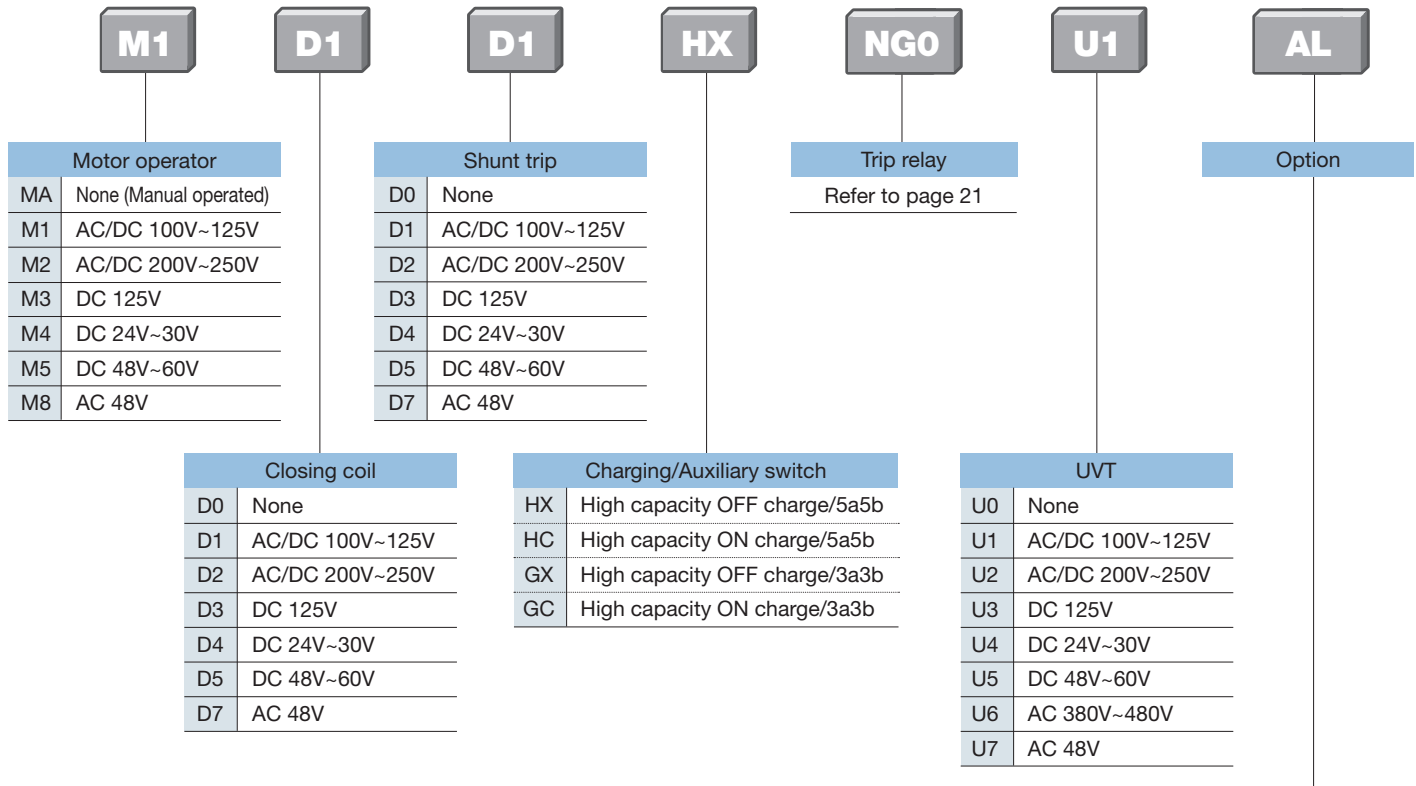 M1 D1 D1 HX NG0 U1 AL
Motor operator
MA None (Manual operated)
M1 AC/DC 100V~125V
M2 AC/DC 200V~250V
M3 DC 125V
M4 DC 24V~30V
M5 DC 48V~60V
M8 AC 48V
Shunt trip
D0 None
D1 AC/DC 100V~125V
D2 AC/DC 200V~250V
D3 DC 125V
D4 DC 24V~30V
D5 DC 48V~60V
D7 AC 48V
Trip relay
Refer to page 21
Option
Closing coil
D0 None
D1 AC/DC 100V~125V
D2 AC/DC 200V~250V
D3 DC 125V
D4 DC 24V~30V
D5 DC 48V~60V
D7 AC 48V
Charging/Auxiliary switch
HX High capacity OFF charge/5a5b
HC High capacity ON charge/5a5b
GX High capacity OFF charge/3a3b
GC High capacity ON charge/3a3b
UVT
U0 None
U1 AC/DC 100V~125V
U2 AC/DC 200V~250V
U3 DC 125V
U4 DC 24V~30V
U5 DC 48V~60V
U6 AC 380V~480V
U7 AC 48V